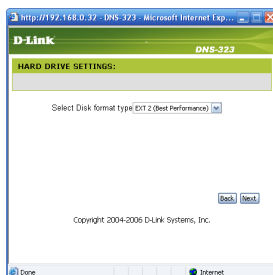 http://192.168.0.32 - DNS-323 - Microsoft Internet Exp...
D-Link
DNS-323
HARD DRIVE SETTINGS:
Select Disk format type EXT 2 (Best Performance)
Back Next
Copyright 2004-2006 D-Link Systems, Inc.
Done Internet